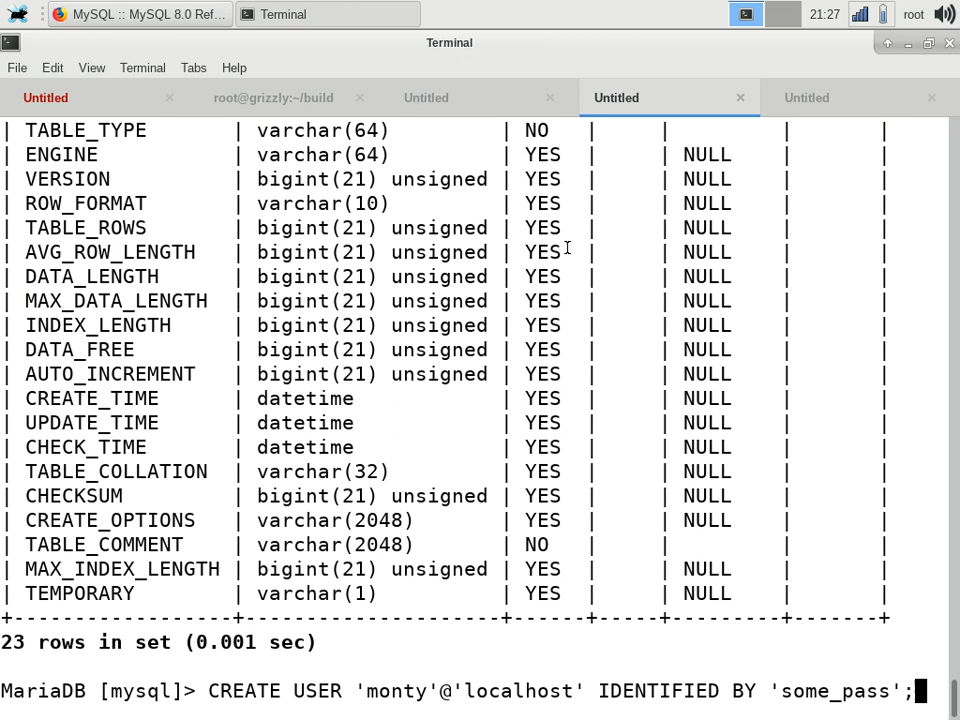 MySQL :: MySQL 8.0 Ref... Terminal 21:27 root
Terminal
File Edit View Terminal Tabs Help
Untitled root@grizzly:~/build Untitled Untitled Untitled
| TABLE_TYPE | varchar(64) | NO | | | |
| ENGINE | varchar(64) | YES | | NULL | |
| VERSION | bigint(21) unsigned | YES | | NULL | |
| ROW_FORMAT | varchar(10) | YES | | NULL | |
| TABLE_ROWS | bigint(21) unsigned | YES | | NULL | |
| AVG_ROW_LENGTH | bigint(21) unsigned | YES | | NULL | |
| DATA_LENGTH | bigint(21) unsigned | YES | | NULL | |
| MAX_DATA_LENGTH | bigint(21) unsigned | YES | | NULL | |
| INDEX_LENGTH | bigint(21) unsigned | YES | | NULL | |
| DATA_FREE | bigint(21) unsigned | YES | | NULL | |
| AUTO_INCREMENT | bigint(21) unsigned | YES | | NULL | |
| CREATE_TIME | datetime | YES | | NULL | |
| UPDATE_TIME | datetime | YES | | NULL | |
| CHECK_TIME | datetime | YES | | NULL | |
| TABLE_COLLATION | varchar(32) | YES | | NULL | |
| CHECKSUM | bigint(21) unsigned | YES | | NULL | |
| CREATE_OPTIONS | varchar(2048) | YES | | NULL | |
| TABLE_COMMENT | varchar(2048) | NO | | | |
| MAX_INDEX_LENGTH | bigint(21) unsigned | YES | | NULL | |
| TEMPORARY | varchar(1) | YES | | NULL | |
+------------------+---------------------+------+-----+---------+-------+
23 rows in set (0.001 sec)
MariaDB [mysql]> CREATE USER 'monty'@'localhost' IDENTIFIED BY 'some_pass';